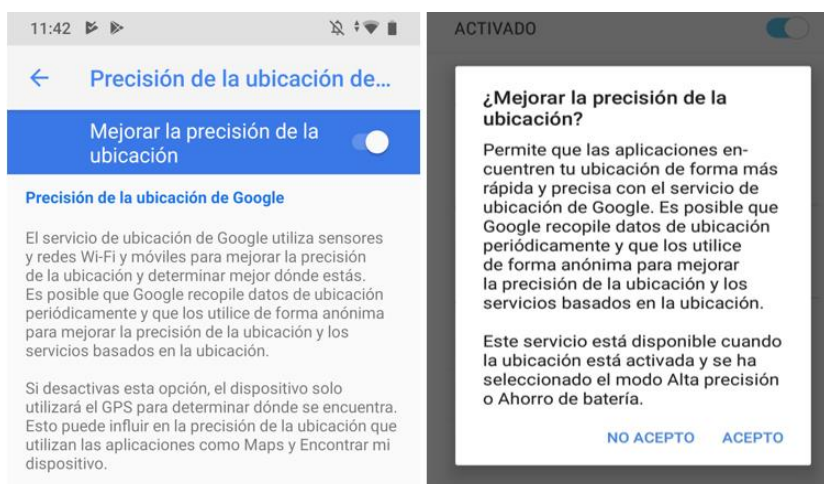 11:42
Precisión de la ubicación de...
Mejorar la precisión de la
ubicación
Precisión de la ubicación de Google
El servicio de ubicación de Google utiliza sensores
y redes Wi-Fi y móviles para mejorar la precisión
de la ubicación y determinar mejor dónde estás.
Es posible que Google recopile datos de ubicación
periódicamente y que los utilice de forma anónima
para mejorar la precisión de la ubicación y los
servicios basados en la ubicación.
Si desactivas esta opción, el dispositivo solo
utilizará el GPS para determinar dónde se encuentra.
Esto puede influir en la precisión de la ubicación que
utilizan las aplicaciones como Maps y Encontrar mi
dispositivo.
ACTIVADO
¿Mejorar la precisión de la
ubicación?
Permite que las aplicaciones en-
cuentren tu ubicación de forma más
rápida y precisa con el servicio de
ubicación de Google. Es posible que
Google recopile datos de ubicación
periódicamente y que los utilice
de forma anónima para mejorar
la precisión de la ubicación y los
servicios basados en la ubicación.
Este servicio está disponible cuando
la ubicación está activada y se ha
seleccionado el modo Alta precisión
o Ahorro de batería.
NO ACEPTO ACEPTO